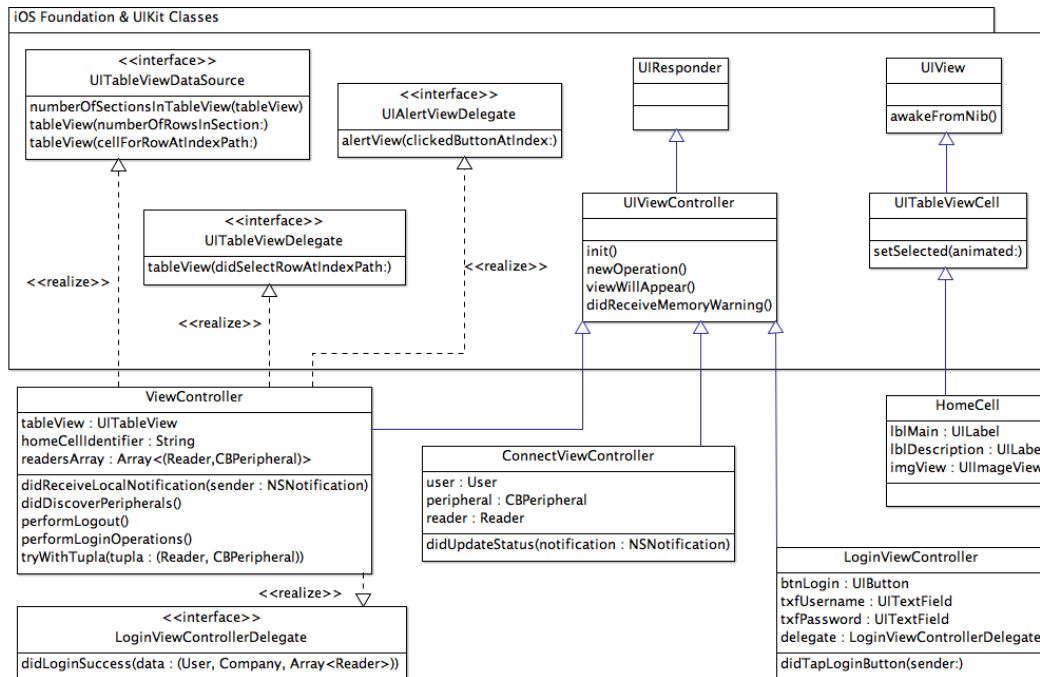 iOS Foundation & UIKit Classes
<<interface>>
UITableViewDataSource
numberOfSectionsInTableView(tableView)
tableView(numberOfRowsInSection:)
tableView(cellForRowAtIndexPath:)
<<interface>>
UIAlertViewDelegate
alertView(clickedButtonAtIndex:)
UIResponder
UIView
awakeFromNib()
<<interface>>
UITableViewDelegate
tableView(didSelectRowAtIndexPath:)
UIViewController
init()
newOperation()
viewWillAppear()
didReceiveMemoryWarning()
UITableViewCell
setSelected(animated:)
<<realize>>
<<realize>>
<<realize>>
ViewController
tableView : UITableView
homeCellIdentifier : String
readersArray : Array<(Reader,CBPeripheral)>
didReceiveLocalNotification(sender : NSNotification)
didDiscoverPeripherals()
performLogout()
performLoginOperations()
tryWithTupla(tupla : (Reader, CBPeripheral))
ConnectViewController
user : User
peripheral : CBPeripheral
reader : Reader
didUpdateStatus(notification : NSNotification)
HomeCell
lblMain : UILabel
lblDescription : UILabe
imgView : UIImageView
LoginViewController
btnLogin : UIButton
txfUsername : UITextField
txfPassword : UITextField
delegate : LoginViewControllerDelegate
didTapLoginButton(sender:)
<<realize>>
<<interface>>
LoginViewControllerDelegate
didLoginSuccess(data : (User, Company, Array<Reader>))